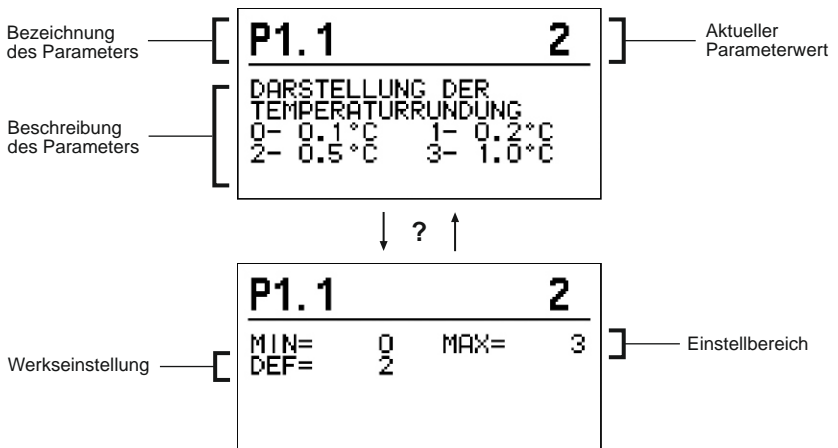 Bezeichnung
des Parameters
P1.1 2
Aktueller
Parameterwert
Beschreibung
des Parameters
DARSTELLUNG DER
TEMPERATURRUNDUNG
0- 0.1°C 1- 0.2°C
2- 0.5°C 3- 1.0°C
?
P1.1 2
Werkseinstellung
MIN= 0 MAX= 3
DEF= 2
Einstellbereich